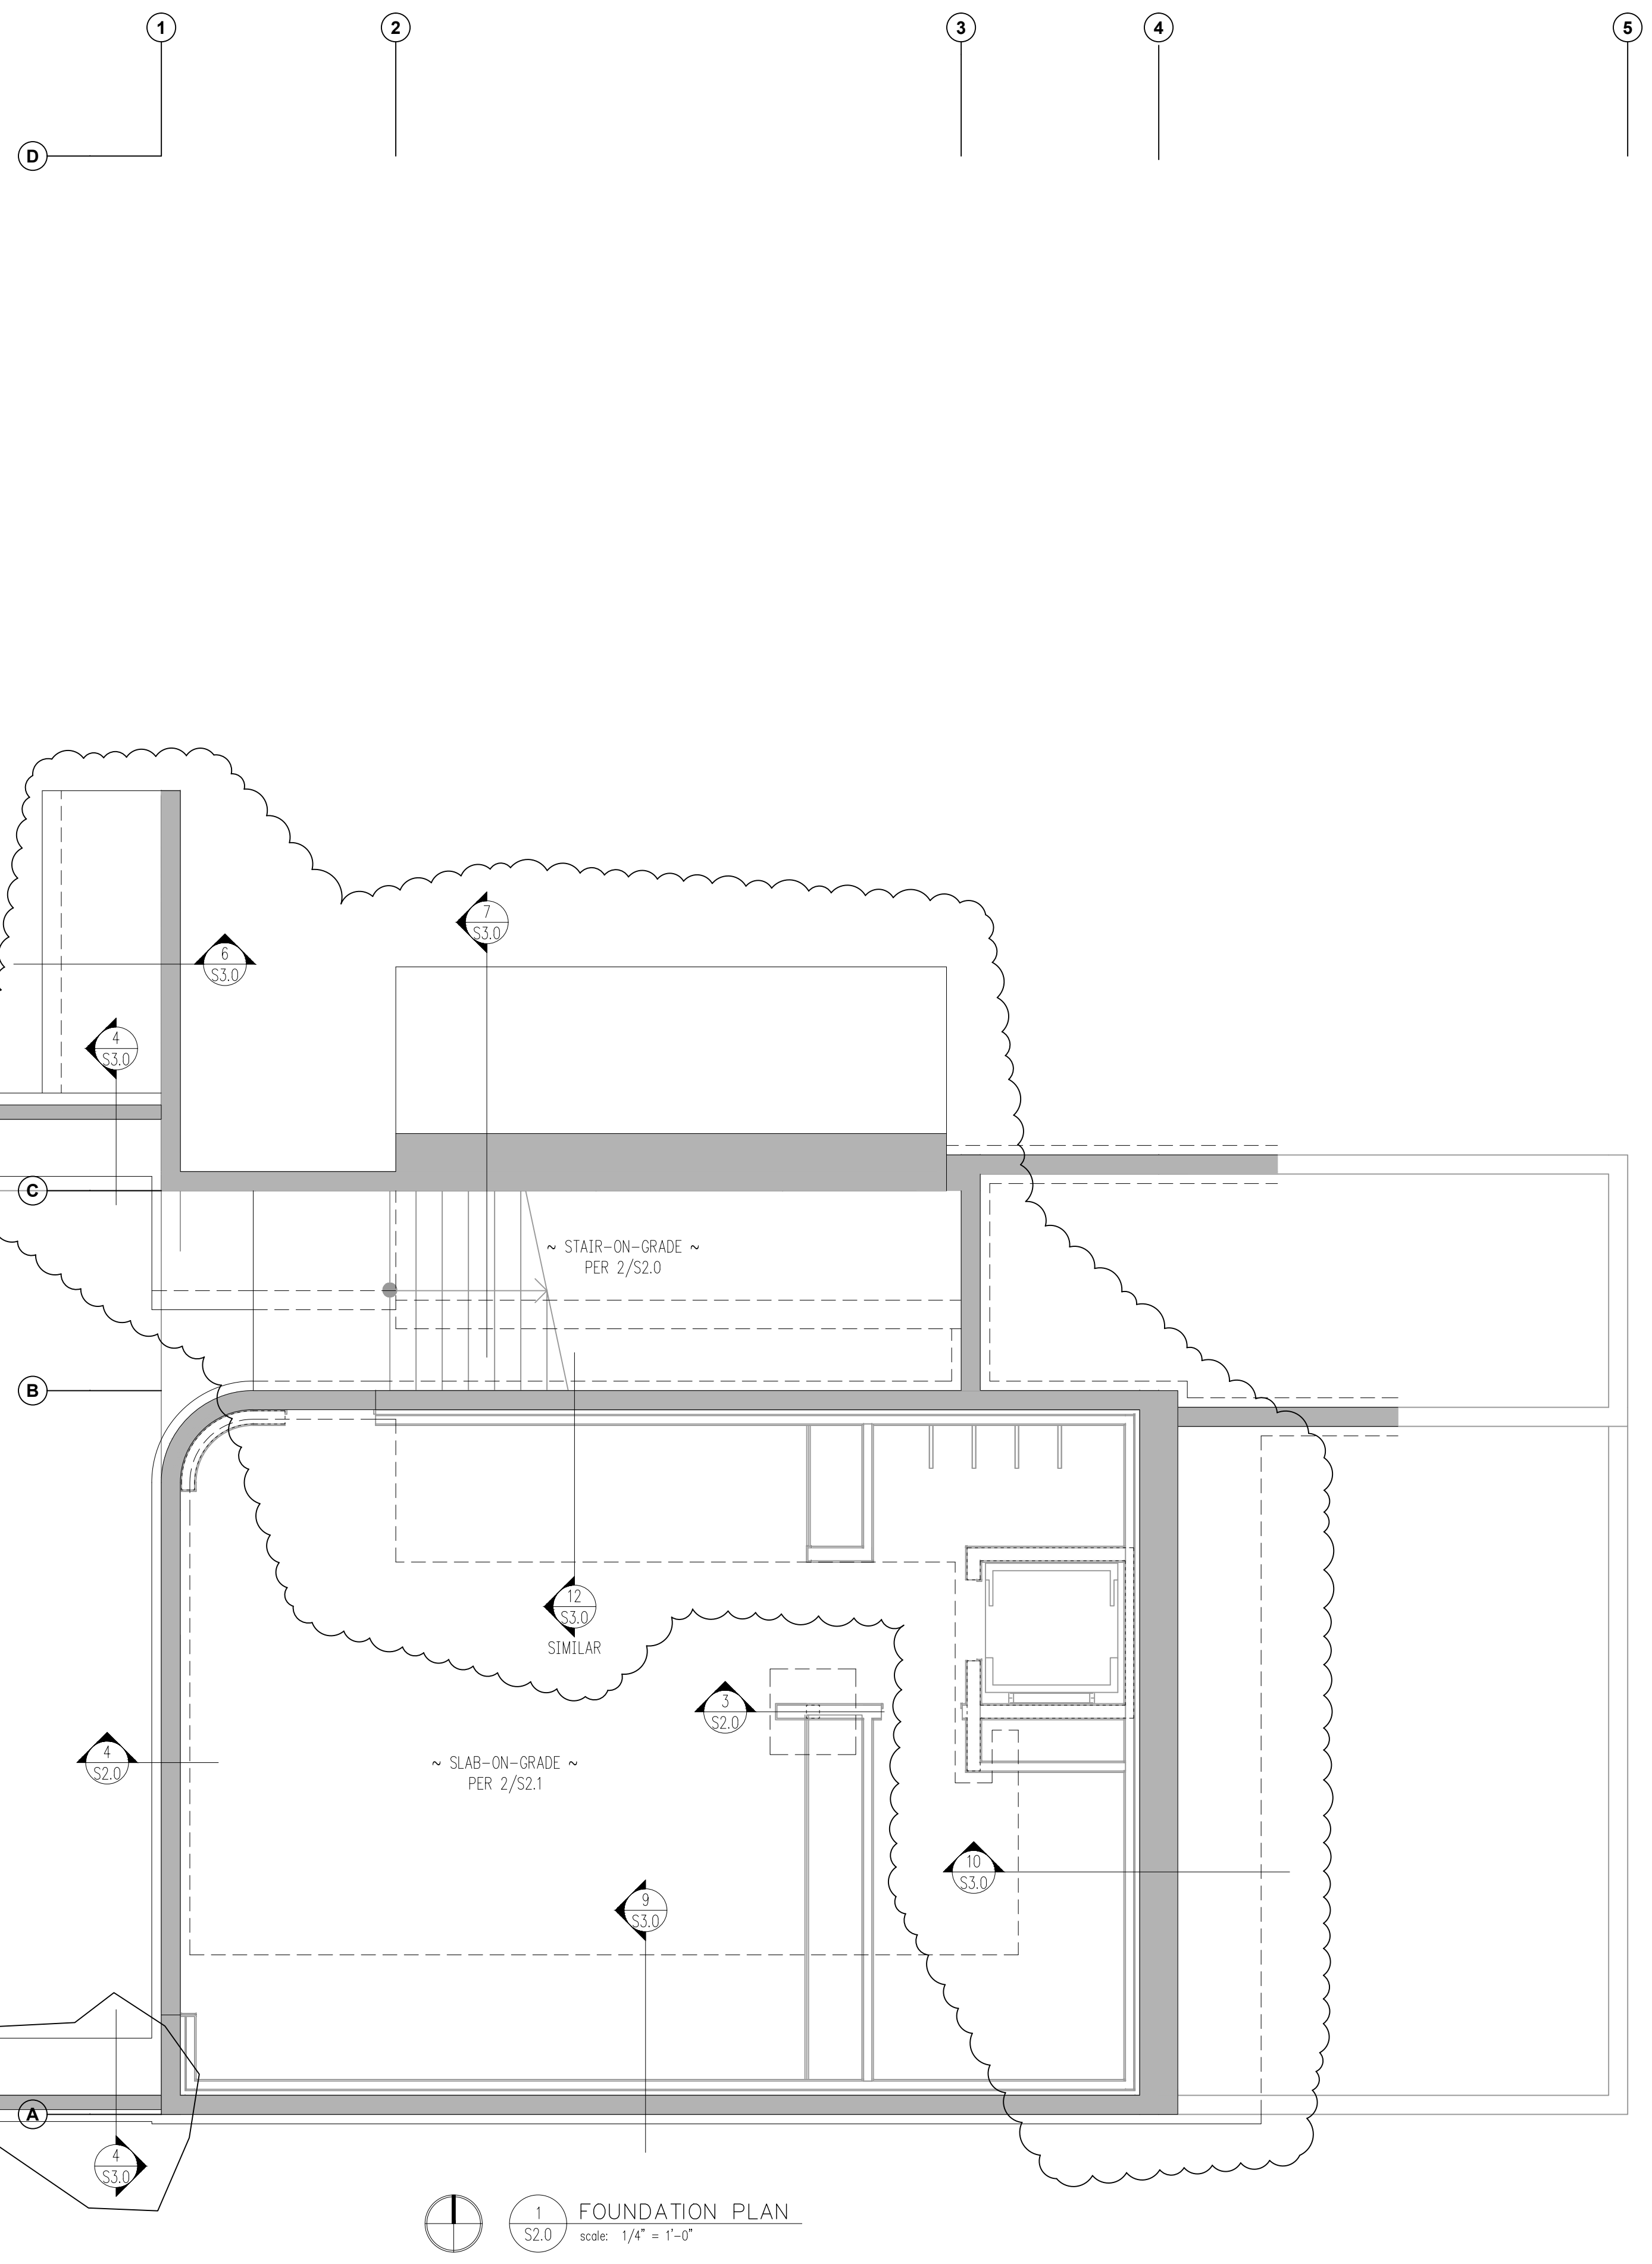 1
2
3
4
5
D
7
S3.0
6
S3.0
4
S3.0
C
~ STAIR-ON-GRADE ~
PER 2/S2.0
B
12
S3.0
SIMILAR
3
S2.0
4
S2.0
~ SLAB-ON-GRADE ~
PER 2/S2.1
10
S3.0
9
S3.0
A
4
S3.0
1
S2.0
FOUNDATION PLAN
scale: 1/4" = 1'-0"